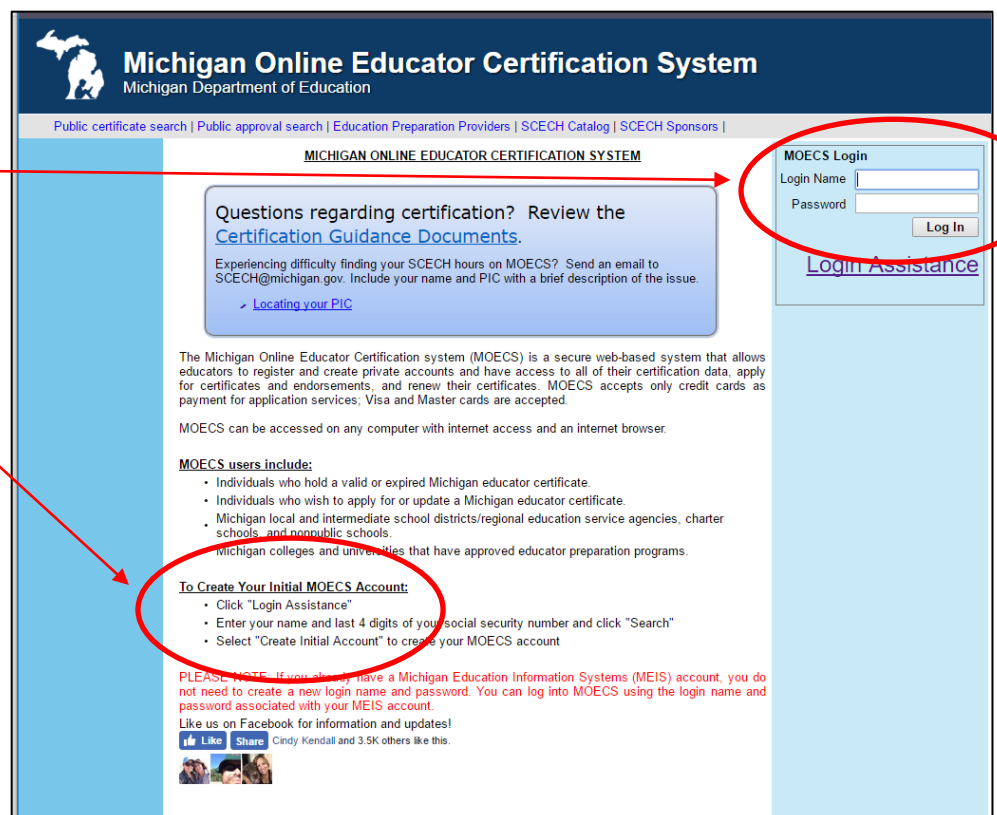 Michigan Online Educator Certification System
Michigan Department of Education
Public certificate search | Public approval search | Education Preparation Providers | SCECH Catalog | SCECH Sponsors |
MICHIGAN ONLINE EDUCATOR CERTIFICATION SYSTEM
Questions regarding certification? Review the
Certification Guidance Documents.
Experiencing difficulty finding your SCECH hours on MOECS? Send an email to
SCECH@michigan.gov. Include your name and PIC with a brief description of the issue.
Locating your PIC
The Michigan Online Educator Certification system (MOECS) is a secure web-based system that allows
educators to register and create private accounts and have access to all of their certification data, apply
for certificates and endorsements, and renew their certificates. MOECS accepts only credit cards as
payment for application services; Visa and Master cards are accepted.
MOECS can be accessed on any computer with internet access and an internet browser.
MOECS users include:
• Individuals who hold a valid or expired Michigan educator certificate.
• Individuals who wish to apply for or update a Michigan educator certificate.
• Michigan local and intermediate school districts/regional education service agencies, charter
schools, and nonpublic schools.
• Michigan colleges and universities that have approved educator preparation programs.
To Create Your Initial MOECS Account:
• Click "Login Assistance"
• Enter your name and last 4 digits of your social security number and click "Search"
• Select "Create Initial Account" to create your MOECS account
PLEASE NOTE: If you already have a Michigan Education Information Systems (MEIS) account, you do
not need to create a new login name and password. You can log into MOECS using the login name and
password associated with your MEIS account.
Like us on Facebook for information and updates!
Like Share Cindy Kendall and 3.5K others like this.
MOECS Login
Login Name
Password
Log In
Login Assistance